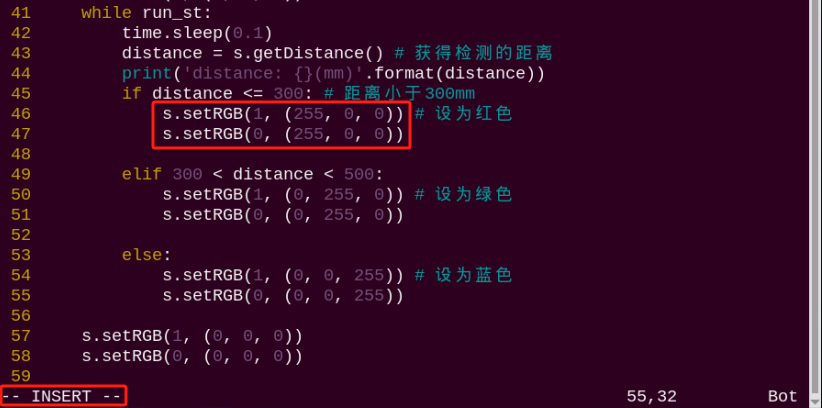 41     while run_st:
42         time.sleep(0.1)
43         distance = s.getDistance() # 获得检测的距离
44         print('distance: {}(mm)'.format(distance))
45         if distance <= 300: # 距离小于300mm
46             s.setRGB(1, (255, 0, 0)) # 设为红色
47             s.setRGB(0, (255, 0, 0))
48
49         elif 300 < distance < 500:
50             s.setRGB(1, (0, 255, 0)) # 设为绿色
51             s.setRGB(0, (0, 255, 0))
52
53         else:
54             s.setRGB(1, (0, 0, 255)) # 设为蓝色
55             s.setRGB(0, (0, 0, 255))
56
57     s.setRGB(1, (0, 0, 0))
58     s.setRGB(0, (0, 0, 0))
59
-- INSERT -- 55,32 Bot